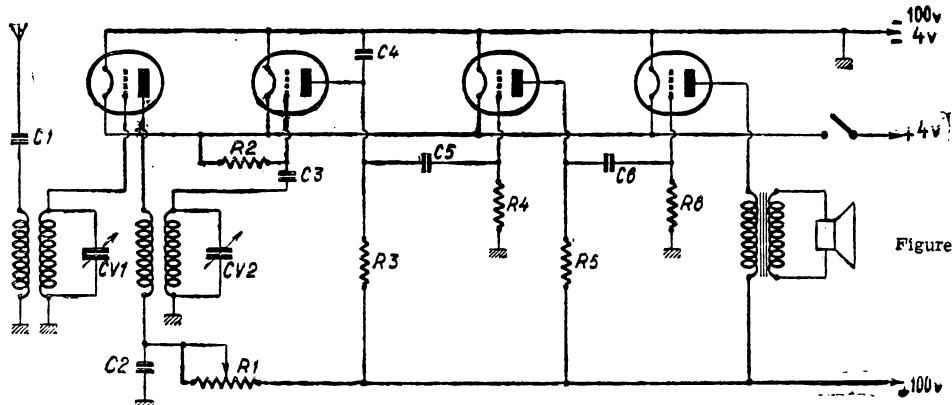 100v
4v
C4
C1
R2
C3
C5
C6
+ 4v
R4
R6
CV1
CV2
R3
R5
Figure
C2
R1
+ 100v